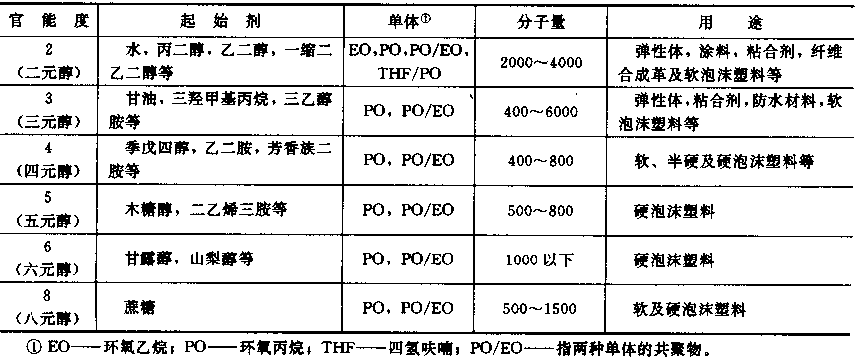 官能度 起始剂 单体① 分子量 用途
2 水，丙二醇，乙二醇，一缩二 EO,PO,PO/EO, 2000～4000 弹性体，涂料，粘合剂，纤维
（二元醇） 乙二醇等 THF/PO 合成革及软泡沫塑料等
3 甘油，三羟甲基丙烷，三乙醇 PO，PO/EO 400～6000 弹性体，粘合剂，防水材料，软
（三元醇） 胺等 泡沫塑料等
4 季戊四醇，乙二胺，芳香族二 PO，PO/EO 400～800 软、半硬及硬泡沫塑料等
（四元醇） 胺等
5 木糖醇，二乙烯三胺等 PO，PO/EO 500～800 硬泡沫塑料
（五元醇）
6 甘露醇，山梨醇等 PO，PO/EO 1000以下 硬泡沫塑料
（六元醇）
8 蔗糖 PO，PO/EO 500～1500 软及硬泡沫塑料
（八元醇）
① EO——环氧乙烷；PO——环氧丙烷；THF——四氢呋喃；PO/EO——指两种单体的共聚物。